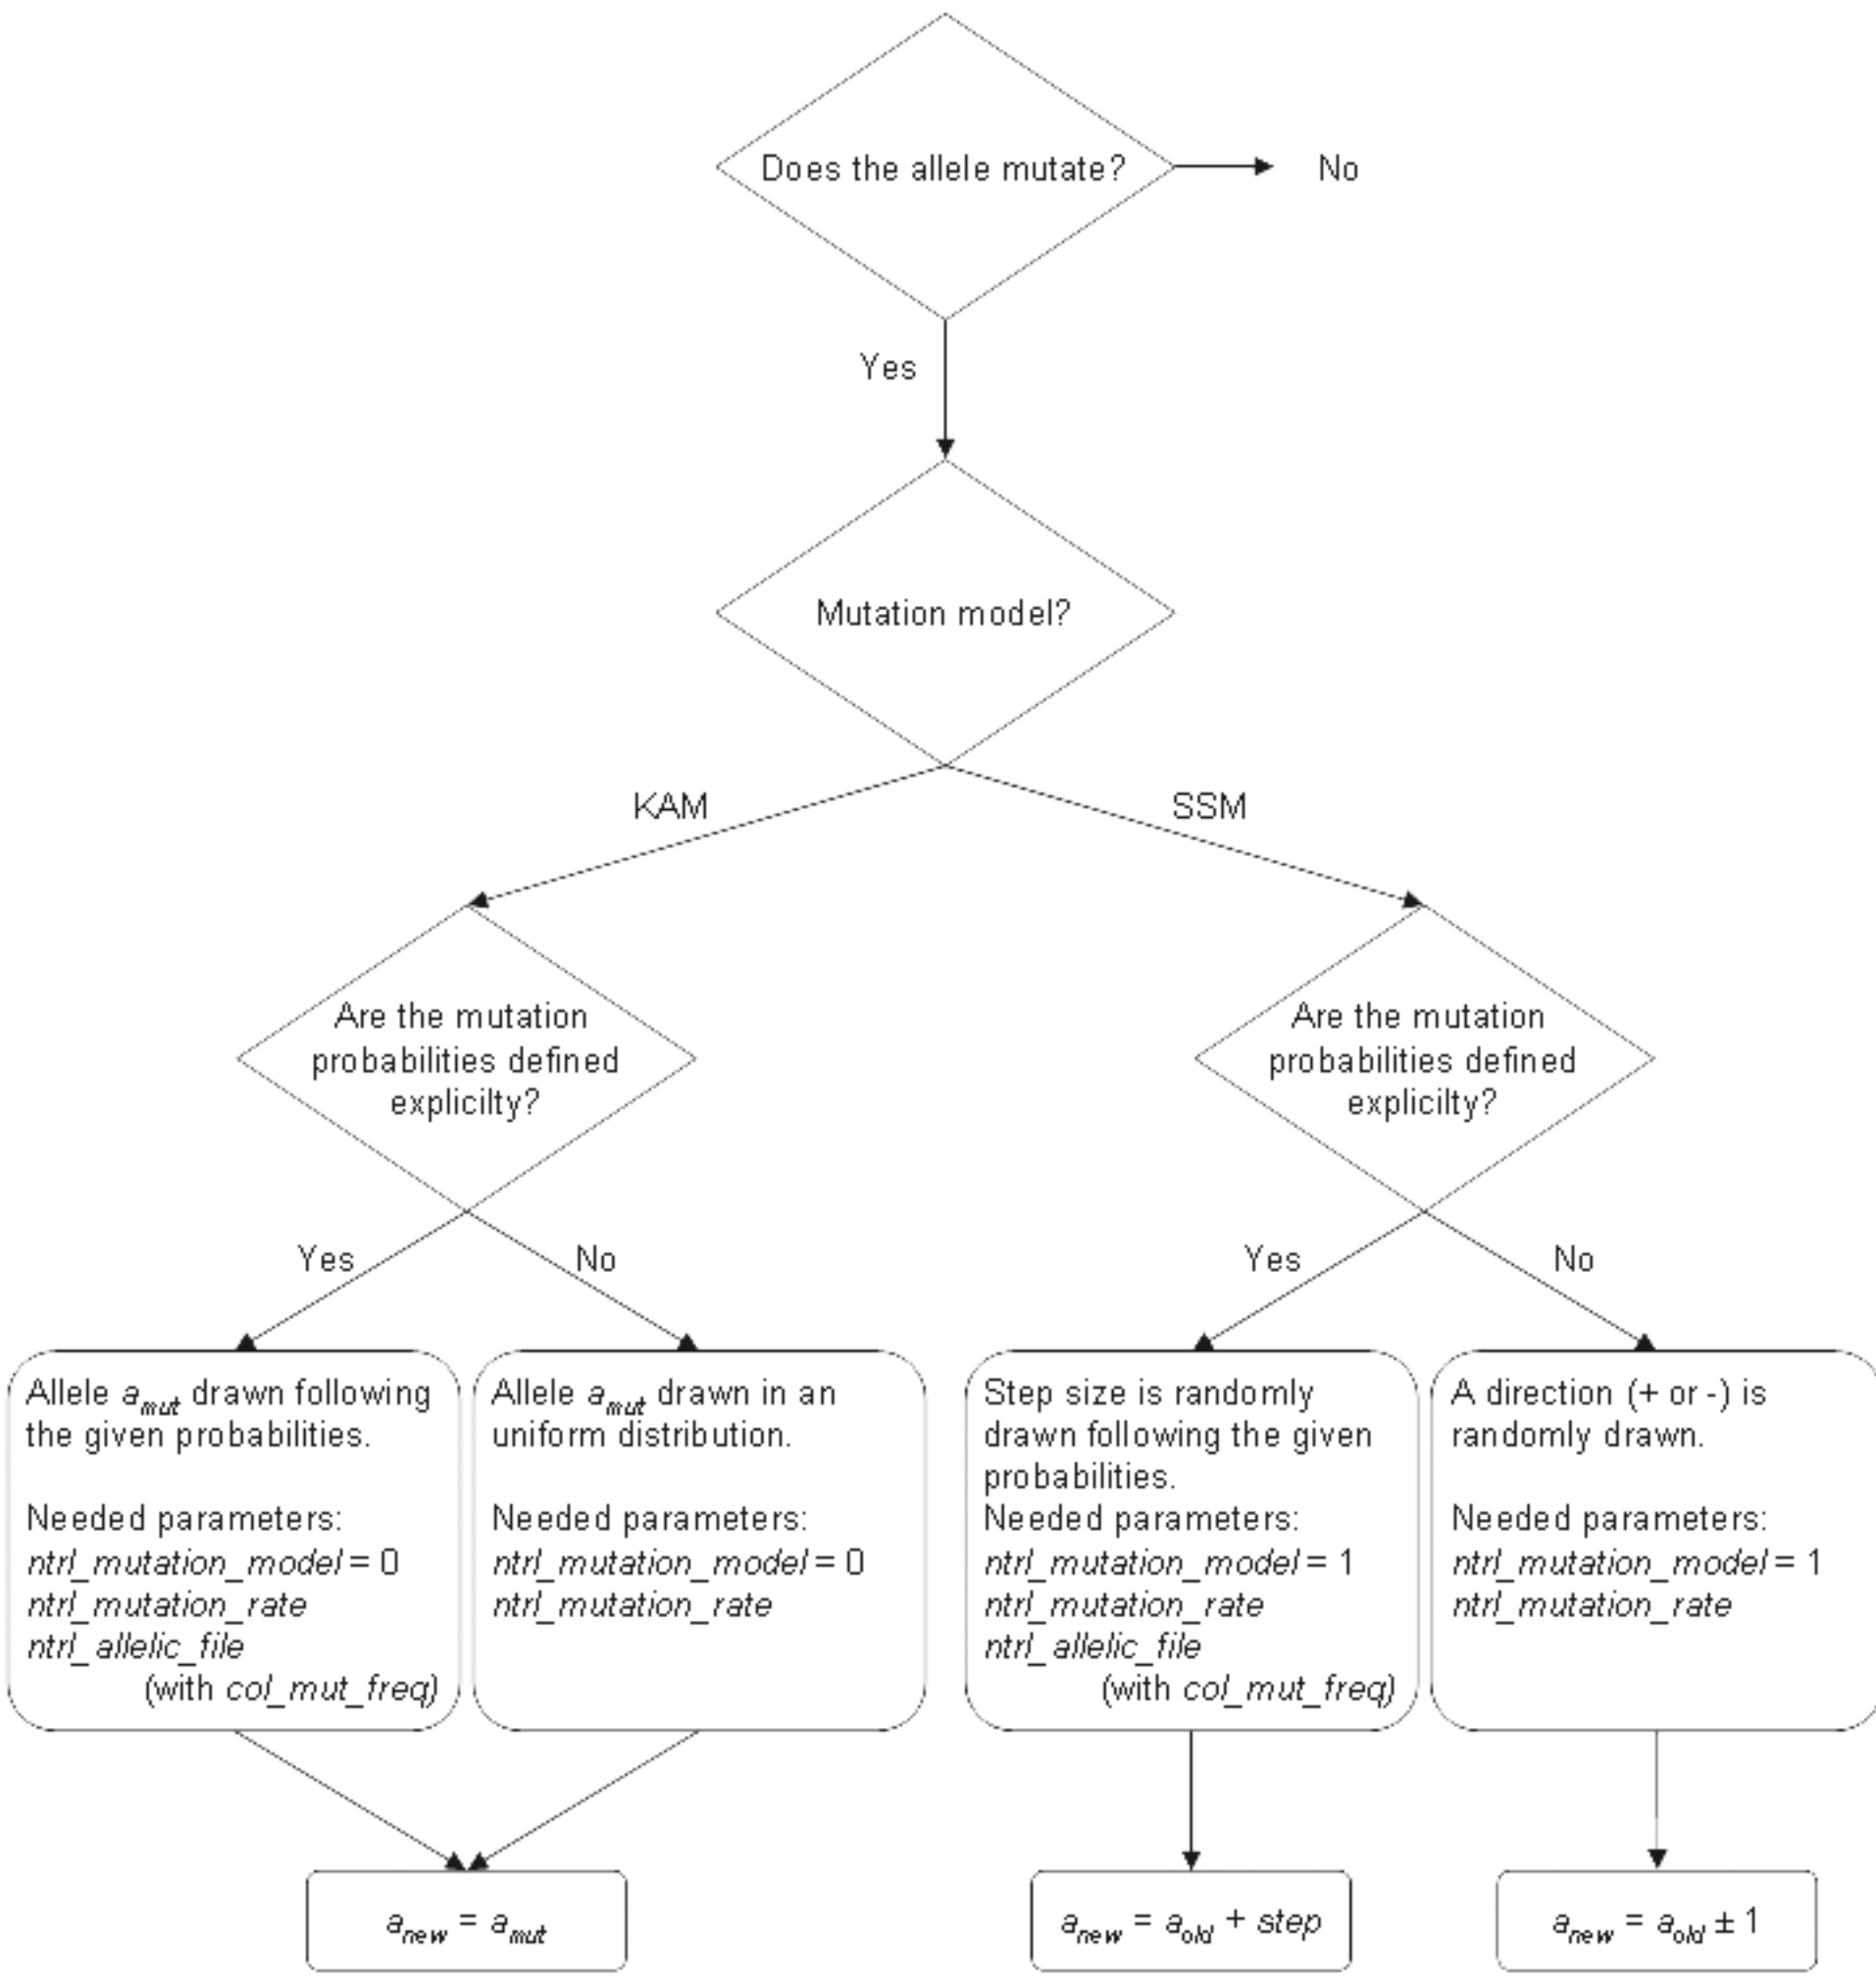 Does the allele mutate?
No
Yes
Mutation model?
KAM
SSM
Are the mutation
probabilities defined
explicilty?
Are the mutation
probabilities defined
explicilty?
Yes
No
Yes
No
Allele a_mut drawn following
the given probabilities.
Needed parameters:
ntrl_mutation_model = 0
ntrl_mutation_rate
ntrl_allelic_file
(with col_mut_freq)
Allele a_mut drawn in an
uniform distribution.
Needed parameters:
ntrl_mutation_model = 0
ntrl_mutation_rate
Step size is randomly
drawn following the given
probabilities.
Needed parameters:
ntrl_mutation_model = 1
ntrl_mutation_rate
ntrl_allelic_file
(with col_mut_freq)
A direction (+ or -) is
randomly drawn.
Needed parameters:
ntrl_mutation_model = 1
ntrl_mutation_rate
a_new = a_mut
a_new = a_old + step
a_new = a_old ± 1